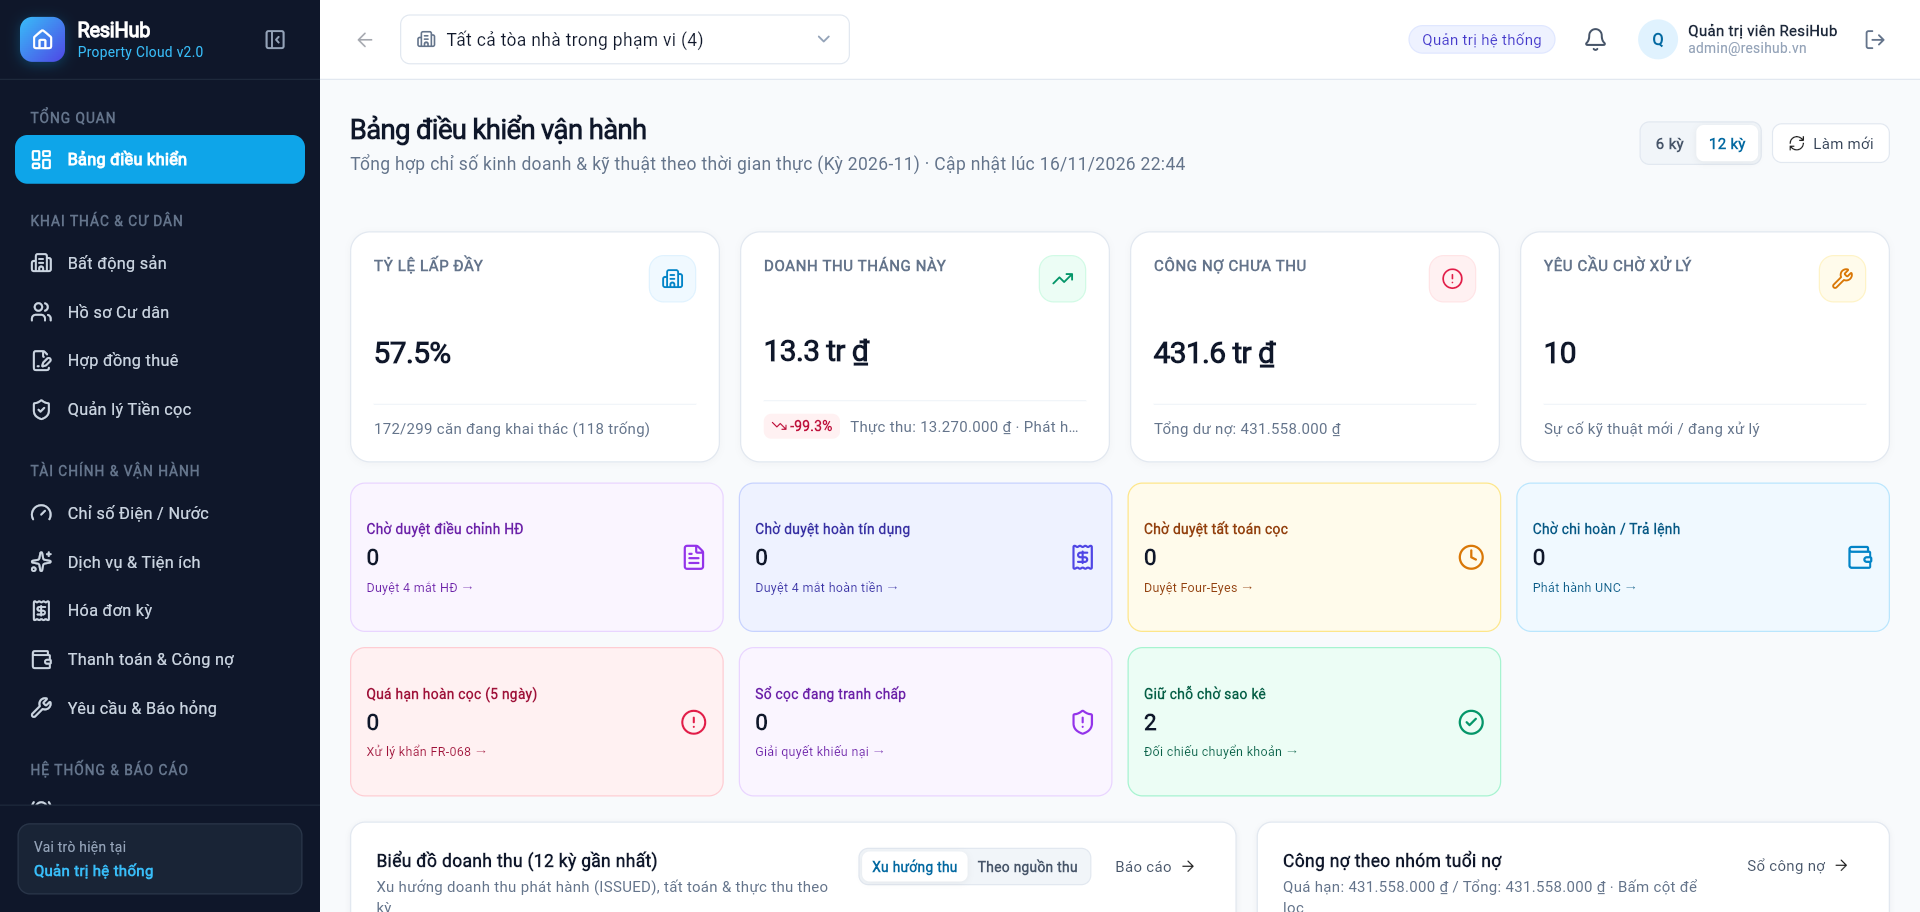 ResiHub
Property Cloud v2.0
TỔNG QUAN
Bảng điều khiển
KHAI THÁC & CƯ DÂN
Bất động sản
Hồ sơ Cư dân
Hợp đồng thuê
Quản lý Tiền cọc
TÀI CHÍNH & VẬN HÀNH
Chỉ số Điện / Nước
Dịch vụ & Tiện ích
Hóa đơn kỳ
Thanh toán & Công nợ
Yêu cầu & Báo hỏng
HỆ THỐNG & BÁO CÁO
Vai trò hiện tại
Quản trị hệ thống
Tất cả tòa nhà trong phạm vi (4)
Quản trị hệ thống
Q
Quản trị viên ResiHub
admin@resihub.vn
Bảng điều khiển vận hành
Tổng hợp chỉ số kinh doanh & kỹ thuật theo thời gian thực (Kỳ 2026-11) · Cập nhật lúc 16/11/2026 22:44
6 kỳ
12 kỳ
Làm mới
TỶ LỆ LẤP ĐẦY
57.5%
172/299 căn đang khai thác (118 trống)
DOANH THU THÁNG NÀY
13.3 tr ₫
-99.3%
Thực thu: 13.270.000 ₫ · Phát h...
CÔNG NỢ CHƯA THU
431.6 tr ₫
Tổng dư nợ: 431.558.000 ₫
YÊU CẦU CHỜ XỬ LÝ
10
Sự cố kỹ thuật mới / đang xử lý
Chờ duyệt điều chỉnh HĐ
0
Duyệt 4 mắt HĐ →
Chờ duyệt hoàn tín dụng
0
Duyệt 4 mắt hoàn tiền →
Chờ duyệt tất toán cọc
0
Duyệt Four-Eyes →
Chờ chi hoàn / Trả lệnh
0
Phát hành UNC →
Quá hạn hoàn cọc (5 ngày)
0
Xử lý khẩn FR-068 →
Sổ cọc đang tranh chấp
0
Giải quyết khiếu nại →
Giữ chỗ chờ sao kê
2
Đối chiếu chuyển khoản →
Biểu đồ doanh thu (12 kỳ gần nhất)
Xu hướng doanh thu phát hành (ISSUED), tất toán & thực thu theo
kỳ
Xu hướng thu
Theo nguồn thu
Báo cáo →
Công nợ theo nhóm tuổi nợ
Quá hạn: 431.558.000 ₫ / Tổng: 431.558.000 ₫ · Bấm cột để
lọc
Sổ công nợ →